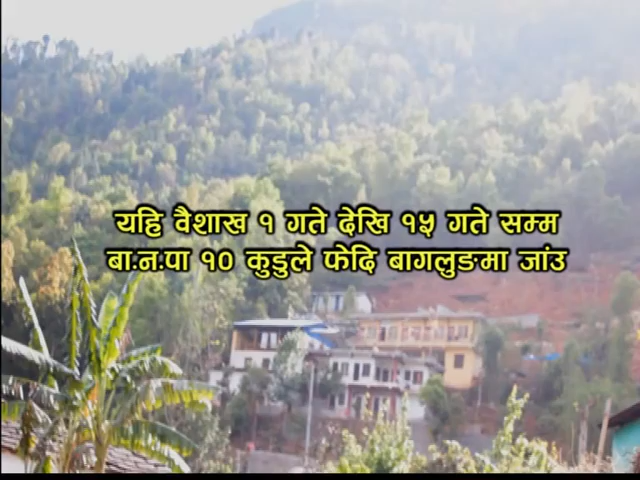 यहि वैशाख १ गते देखि १५ गते सम्म
बा.न.पा १० कुडुले फेदि बागलुङमा जांउ